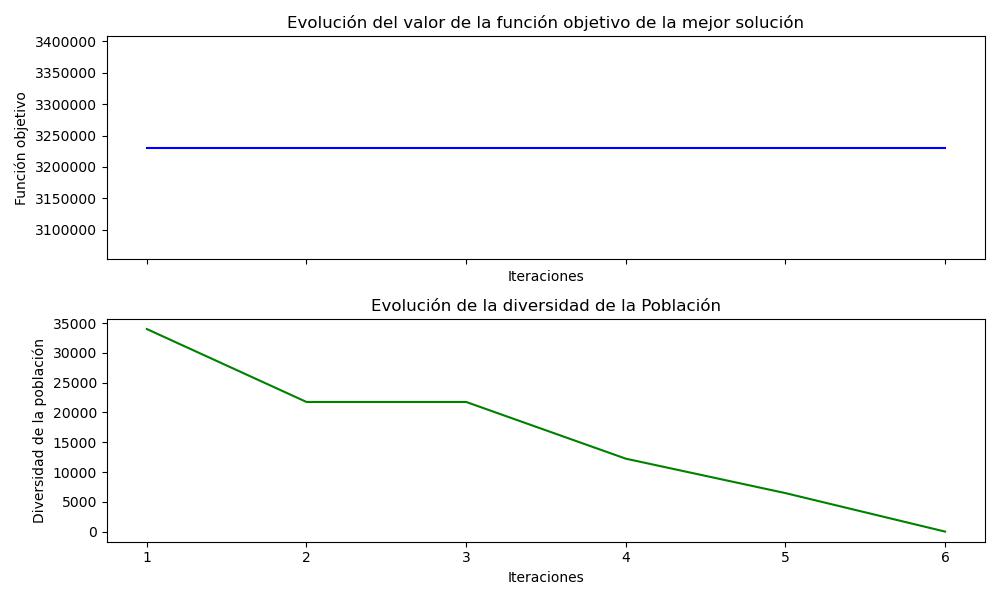 Evolución del valor de la función objetivo de la mejor solución
Función objetivo
3400000
3350000
3300000
3250000
3200000
3150000
3100000
Iteraciones
Evolución de la diversidad de la Población
Diversidad de la población
35000
30000
25000
20000
15000
10000
5000
0
1 2 3 4 5 6
Iteraciones